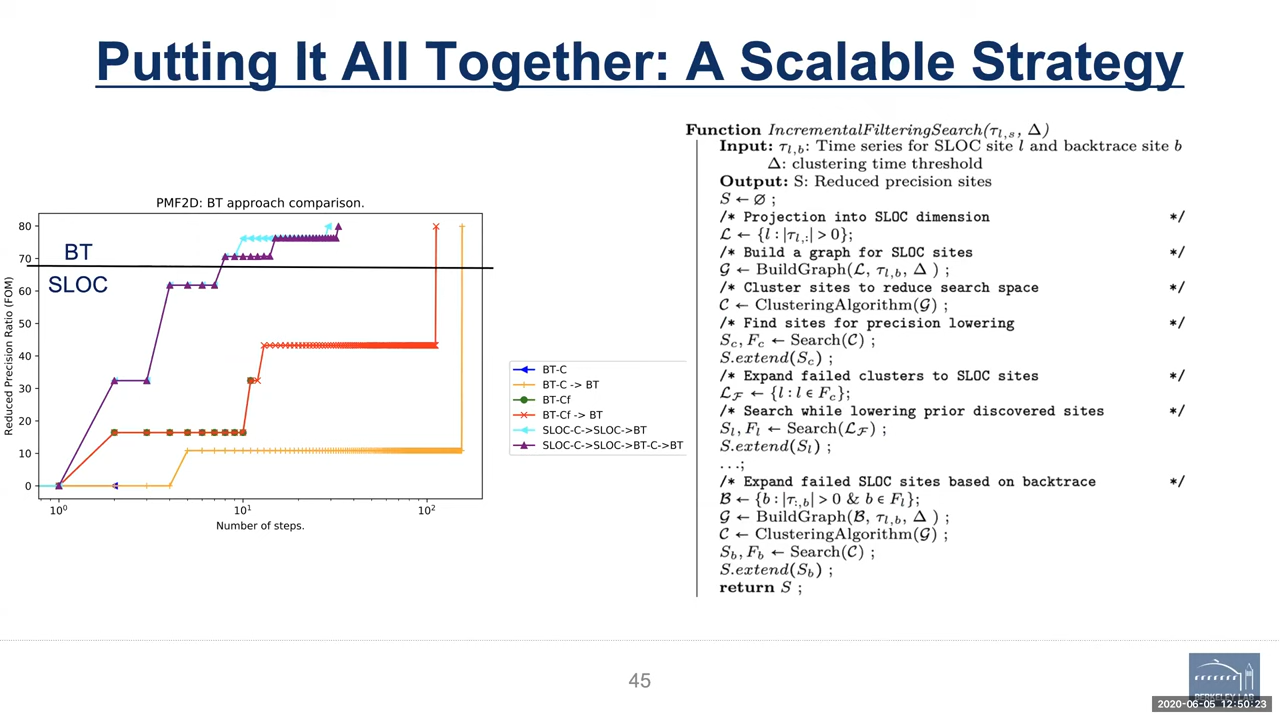 Putting It All Together: A Scalable Strategy
PMF2D: BT approach comparison.
Reduced Precision Ratio (FOM)
80
70
60
50
40
30
20
10
0
BT
SLOC
10⁰
10¹
10²
Number of steps.
BT-C
BT-C -> BT
BT-Cf
BT-Cf -> BT
SLOC-C->SLOC->BT
SLOC-C->SLOC->BT-C->BT
Function IncrementalFilteringSearch(τ_{l,s}, Δ)
Input: τ_{l,b}: Time series for SLOC site l and backtrace site b
Δ: clustering time threshold
Output: S: Reduced precision sites
S ← ∅ ;
/* Projection into SLOC dimension */
ℒ ← {l : |τ_{l,:}| > 0};
/* Build a graph for SLOC sites */
𝒢 ← BuildGraph(ℒ, τ_{l,b}, Δ ) ;
/* Cluster sites to reduce search space */
𝒞 ← ClusteringAlgorithm(𝒢) ;
/* Find sites for precision lowering */
S_c, F_c ← Search(𝒞) ;
S.extend(S_c) ;
/* Expand failed clusters to SLOC sites */
ℒ_ℱ ← {l : l ∈ F_c};
/* Search while lowering prior discovered sites */
S_l, F_l ← Search(ℒ_ℱ) ;
S.extend(S_l) ;
. . .;
/* Expand failed SLOC sites based on backtrace */
ℬ ← {b : |τ_{:,b}| > 0 & b ∈ F_l};
𝒢 ← BuildGraph(ℬ, τ_{l,b}, Δ ) ;
𝒞 ← ClusteringAlgorithm(𝒢) ;
S_b, F_b ← Search(𝒞) ;
S.extend(S_b) ;
return S ;
45
BERKELEY LAB
2020-06-05 12:50:23